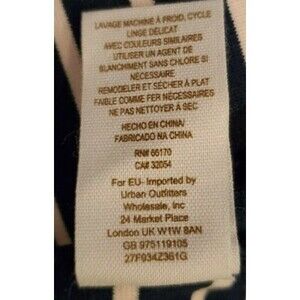 LAVAGE MACHINE À FROID, CYCLE
LINGE DÉLICAT
AVEC COULEURS SIMILAIRES
UTILISER UN AGENT DE
BLANCHIMENT SANS CHLORE SI
NÉCESSAIRE
REMODELER ET SÉCHER À PLAT
FAIBLE COMME FER NÉCESSAIRES
NE PAS NETTOYER À SEC
HECHO EN CHINA/
FABRICADO NA CHINA
RN# 66170
CA# 32054
For EU- Imported by
Urban Outfitters
Wholesale, Inc
24 Market Place
London UK W1W 8AN
GB 975119105
27F934Z361G